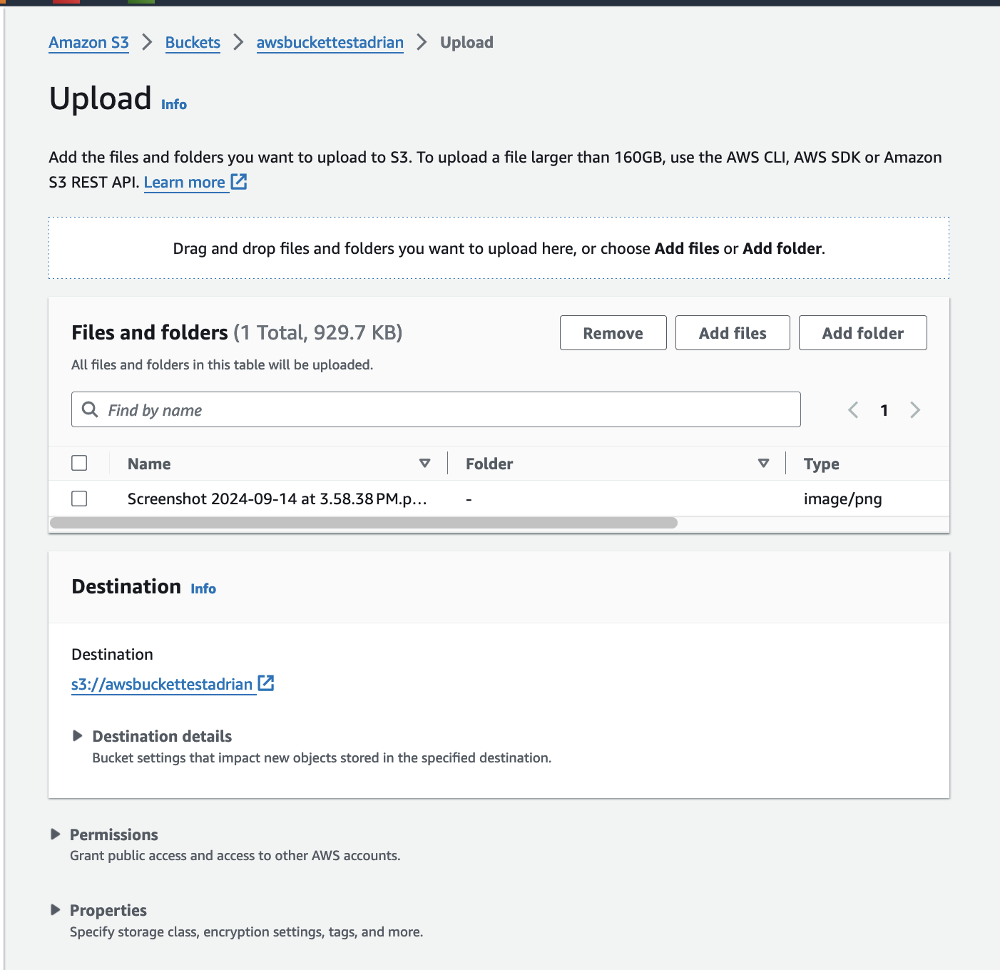 Amazon S3 > Buckets > awsbuckettestadrian > Upload
Upload Info
Add the files and folders you want to upload to S3. To upload a file larger than 160GB, use the AWS CLI, AWS SDK or Amazon
S3 REST API. Learn more
Drag and drop files and folders you want to upload here, or choose Add files or Add folder.
Files and folders (1 Total, 929.7 KB) Remove Add files Add folder
All files and folders in this table will be uploaded.
Find by name 1
Name Folder Type
Screenshot 2024-09-14 at 3.58.38 PM.p... - image/png
Destination Info
Destination
s3://awsbuckettestadrian
Destination details
Bucket settings that impact new objects stored in the specified destination.
Permissions
Grant public access and access to other AWS accounts.
Properties
Specify storage class, encryption settings, tags, and more.